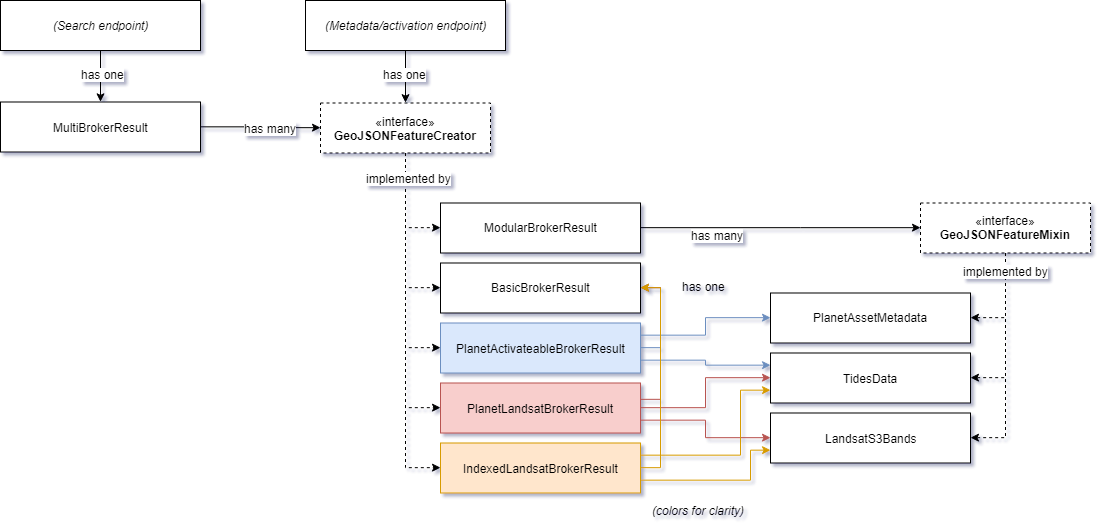 (Search endpoint)
(Metadata/activation endpoint)
has one
has one
MultiBrokerResult
has many
«interface»
GeoJSONFeatureCreator
implemented by
ModularBrokerResult
has many
«interface»
GeoJSONFeatureMixin
implemented by
BasicBrokerResult
has one
PlanetAssetMetadata
PlanetActivateableBrokerResult
TidesData
PlanetLandsatBrokerResult
LandsatS3Bands
IndexedLandsatBrokerResult
(colors for clarity)